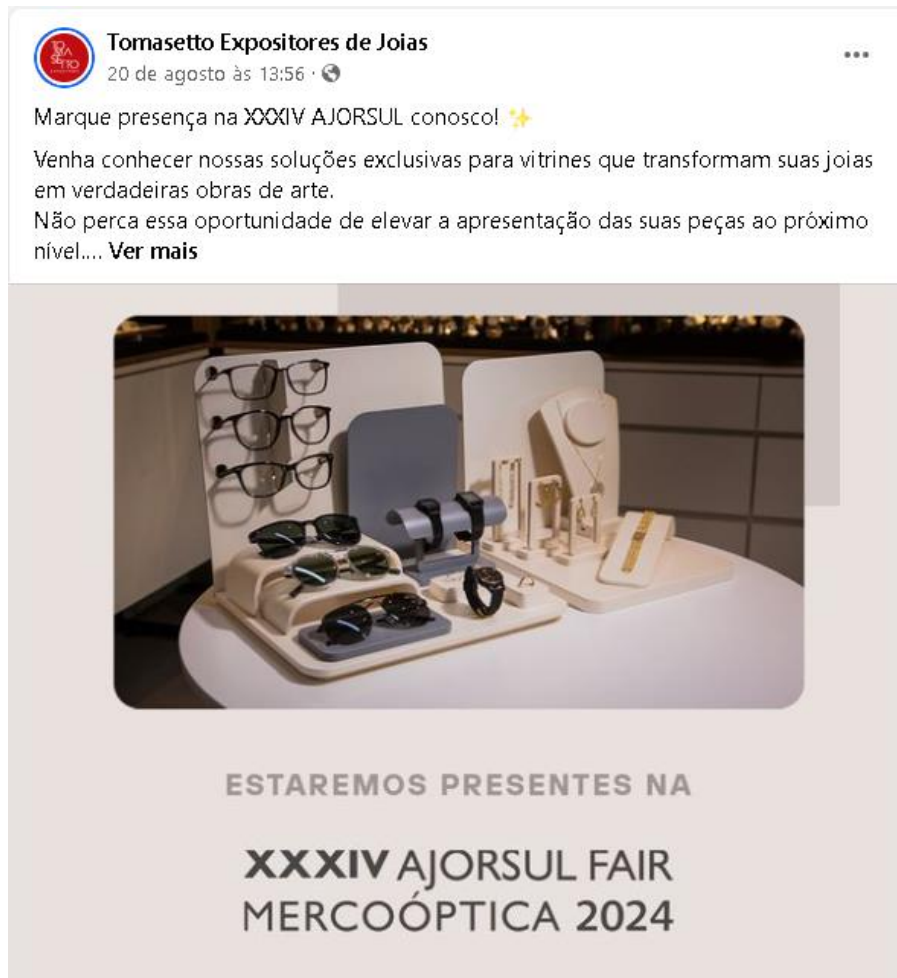 Tomasetto Expositores de Joias
20 de agosto às 13:56 ·
Marque presença na XXXIV AJORSUL conosco! ✨
Venha conhecer nossas soluções exclusivas para vitrines que transformam suas joias
em verdadeiras obras de arte.
Não perca essa oportunidade de elevar a apresentação das suas peças ao próximo
nível.... Ver mais
ESTAREMOS PRESENTES NA
XXXIV AJORSUL FAIR
MERCOÓPTICA 2024